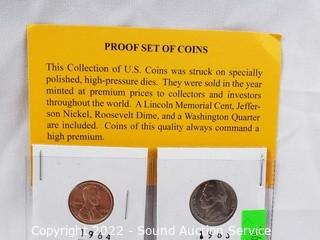 PROOF SET OF COINS
This Collection of U.S. Coins was struck on specially
polished, high-pressure dies. They were sold in the year
minted at premium prices to collectors and investors
throughout the world. A Lincoln Memorial Cent, Jeffer-
son Nickel, Roosevelt Dime, and a Washington Quarter
are included. Coins of this quality always command a
high premium.
1964
Copyright 2022 - Sound Auction Service